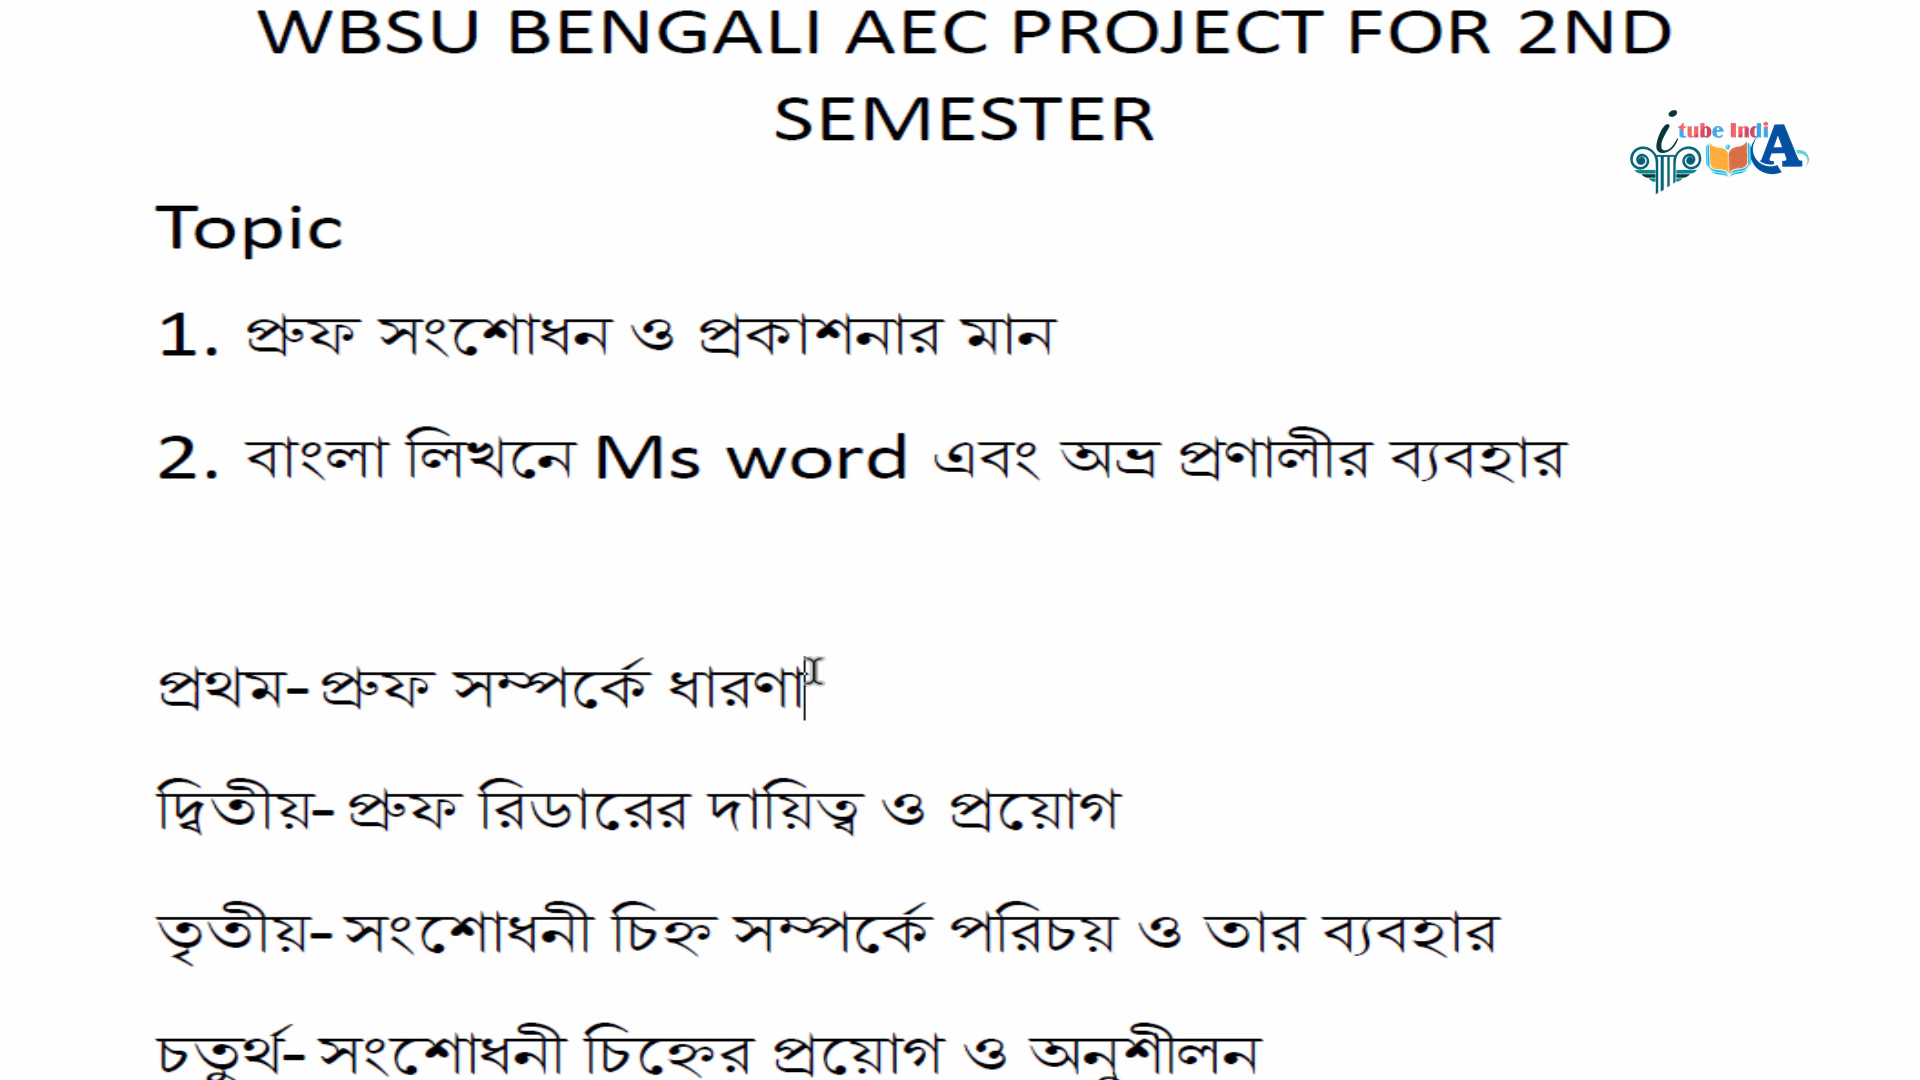 WBSU BENGALI AEC PROJECT FOR 2ND
SEMESTER
i tube IndiA
Topic
1. প্রুফ সংশোধন ও প্রকাশনার মান
2. বাংলা লিখনে Ms word এবং অভ্র প্রণালীর ব্যবহার
প্রথম- প্রুফ সম্পর্কে ধারণা
দ্বিতীয়- প্রুফ রিডারের দায়িত্ব ও প্রয়োগ
তৃতীয়- সংশোধনী চিহ্ন সম্পর্কে পরিচয় ও তার ব্যবহার
চতুর্থ- সংশোধনী চিহ্নের প্রয়োগ ও অনুশীলন